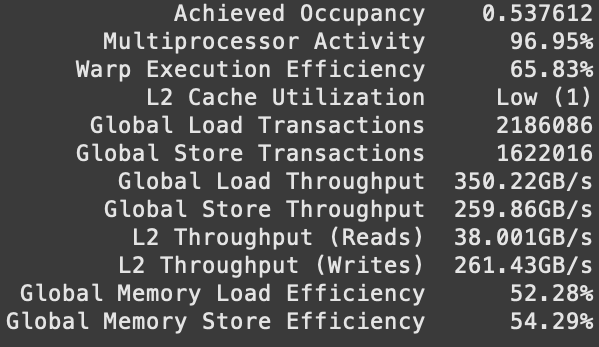 Achieved Occupancy 0.537612
Multiprocessor Activity 96.95%
Warp Execution Efficiency 65.83%
L2 Cache Utilization Low (1)
Global Load Transactions 2186086
Global Store Transactions 1622016
Global Load Throughput 350.22GB/s
Global Store Throughput 259.86GB/s
L2 Throughput (Reads) 38.001GB/s
L2 Throughput (Writes) 261.43GB/s
Global Memory Load Efficiency 52.28%
Global Memory Store Efficiency 54.29%